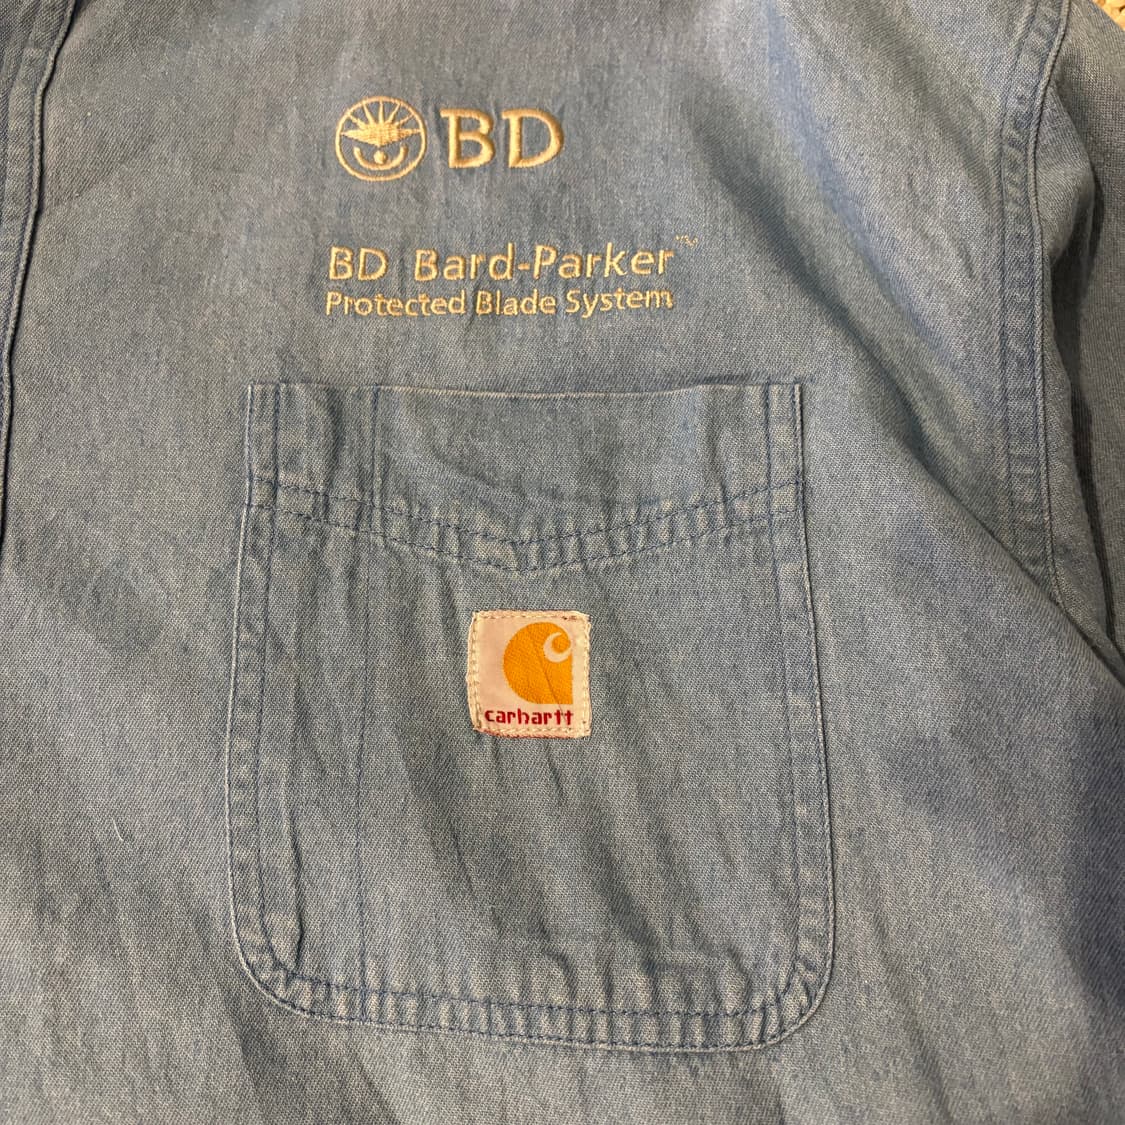 BD
BD Bard-Parker™
Protected Blade System
carhartt